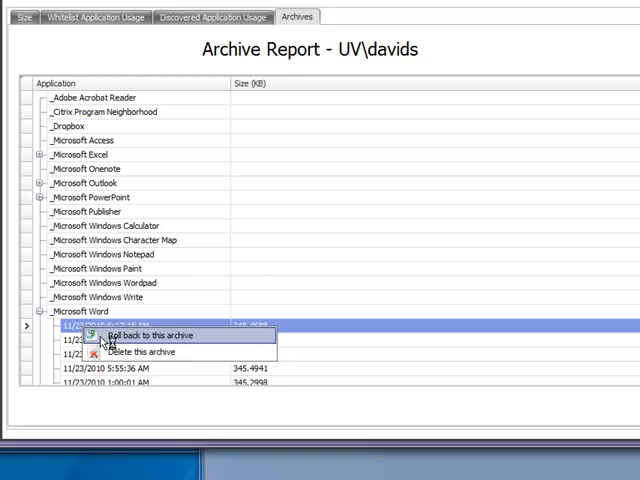 Size Whitelist Application Usage Discovered Application Usage Archives
Archive Report - UV\davids
Application Size (KB)
_Adobe Acrobat Reader
_Citrix Program Neighborhood
_Dropbox
_Microsoft Access
_Microsoft Excel
_Microsoft Onenote
_Microsoft Outlook
_Microsoft PowerPoint
_Microsoft Publisher
_Microsoft Windows Calculator
_Microsoft Windows Character Map
_Microsoft Windows Notepad
_Microsoft Windows Paint
_Microsoft Windows Wordpad
_Microsoft Windows Write
_Microsoft Word
Roll back to this archive
11/23
Delete this archive
11/23
11/23/2010 5:55:36 AM 345.4941
11/23/2010 1:00:01 AM 345.2998